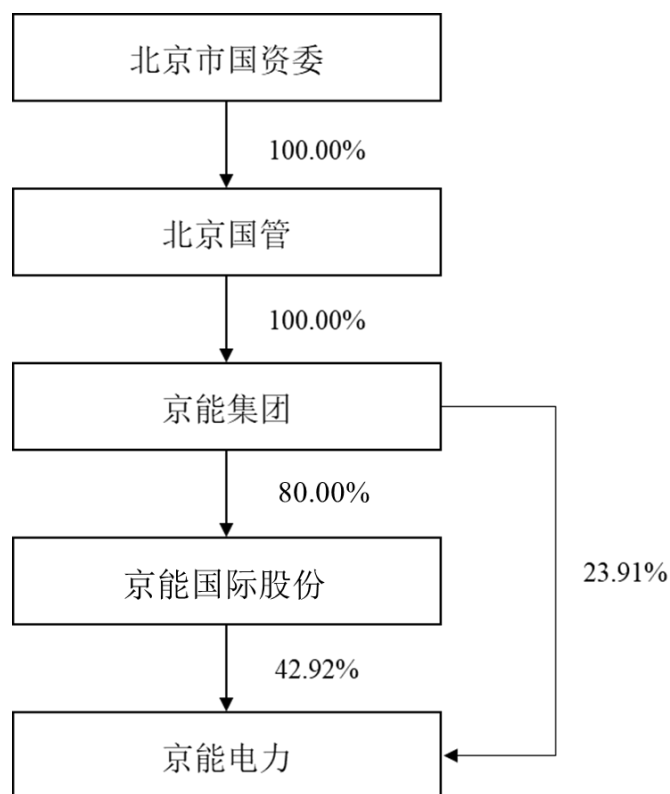 北京市国资委
100.00%
北京国管
100.00%
京能集团
80.00%
京能国际股份
23.91%
42.92%
京能电力